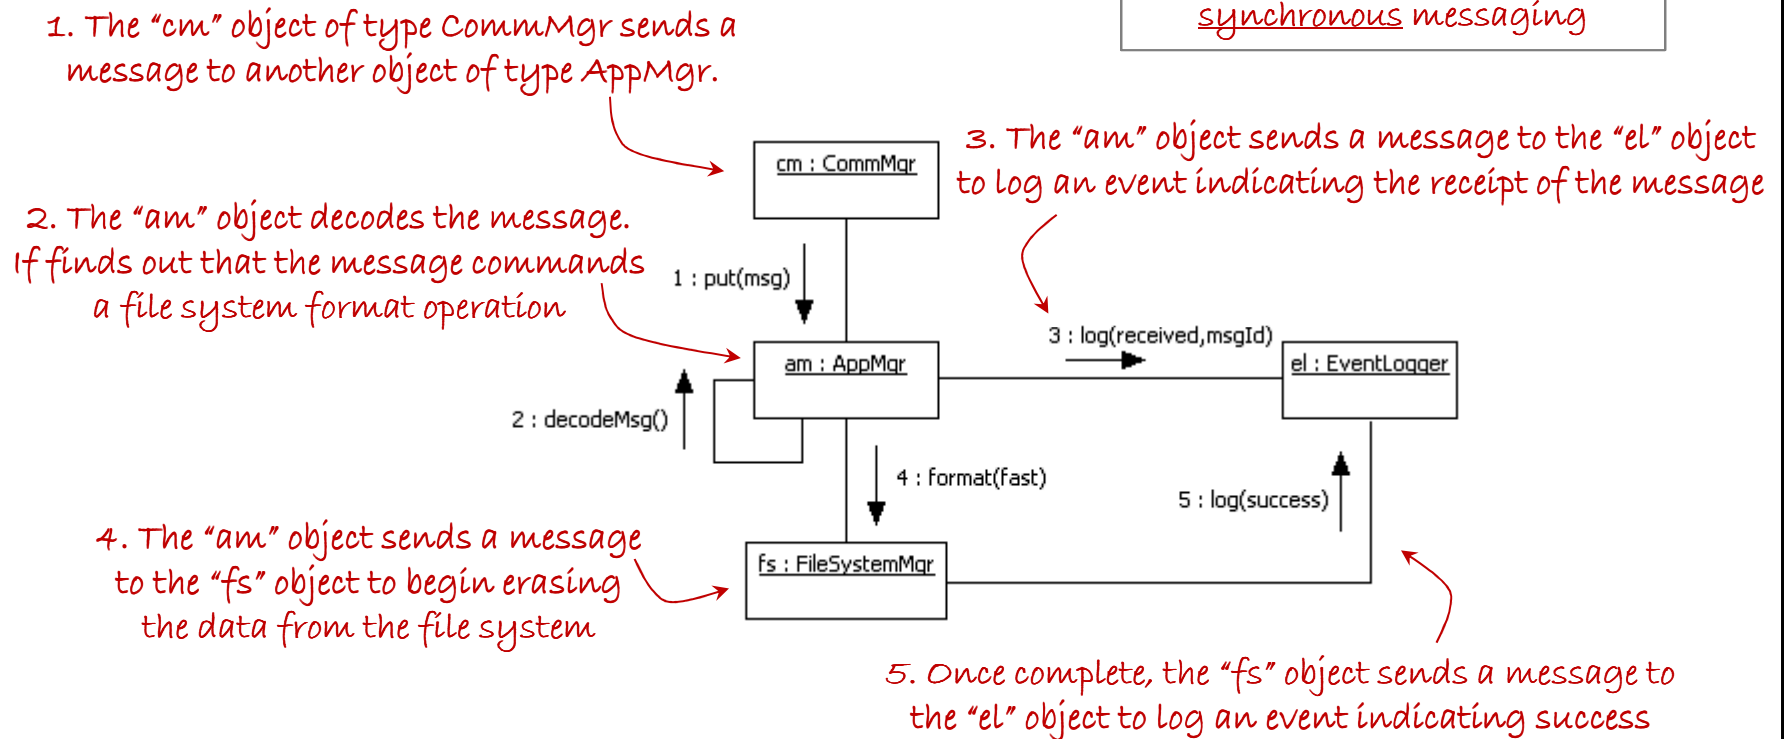 1. The “cm” object of type CommMgr sends a
message to another object of type AppMgr.
synchronous messaging
cm : CommMgr
3. The “am” object sends a message to the “el” object
to log an event indicating the receipt of the message
2. The “am” object decodes the message.
If finds out that the message commands
a file system format operation
1 : put(msg)
3 : log(received,msgId)
am : AppMgr
el : EventLogger
2 : decodeMsg()
4 : format(fast)
5 : log(success)
4. The “am” object sends a message
to the “fs” object to begin erasing
the data from the file system
fs : FileSystemMgr
5. Once complete, the “fs” object sends a message to
the “el” object to log an event indicating success